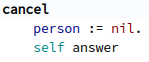 cancel
    person := nil.
    self answer